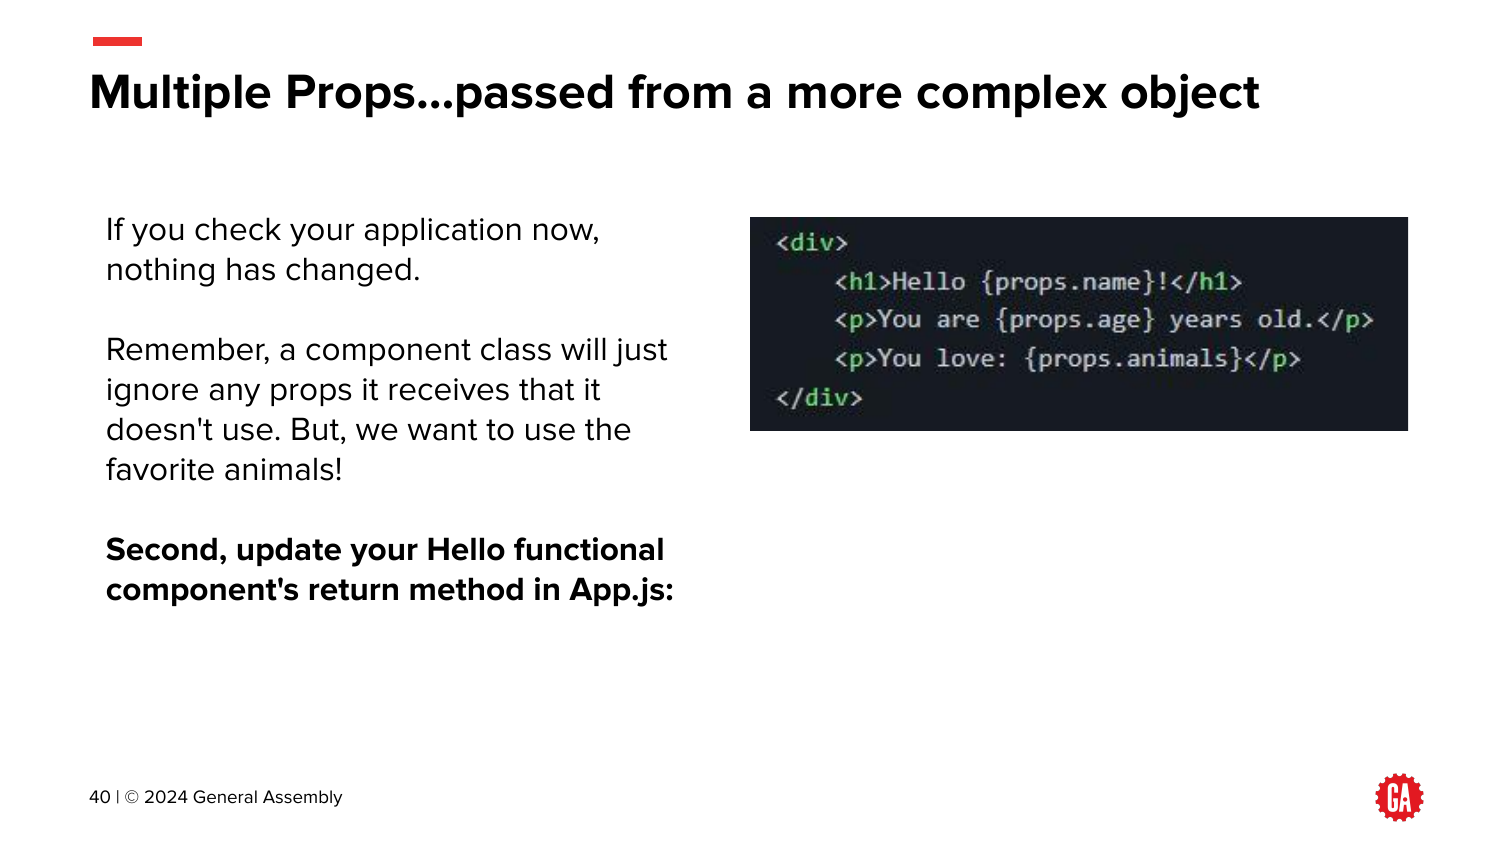 Multiple Props...passed from a more complex object
If you check your application now,
nothing has changed.
Remember, a component class will just
ignore any props it receives that it
doesn't use. But, we want to use the
favorite animals!
Second, update your Hello functional
component's return method in App.js:
<div>
    <h1>Hello {props.name}!</h1>
    <p>You are {props.age} years old.</p>
    <p>You love: {props.animals}</p>
</div>
40 | © 2024 General Assembly
GA